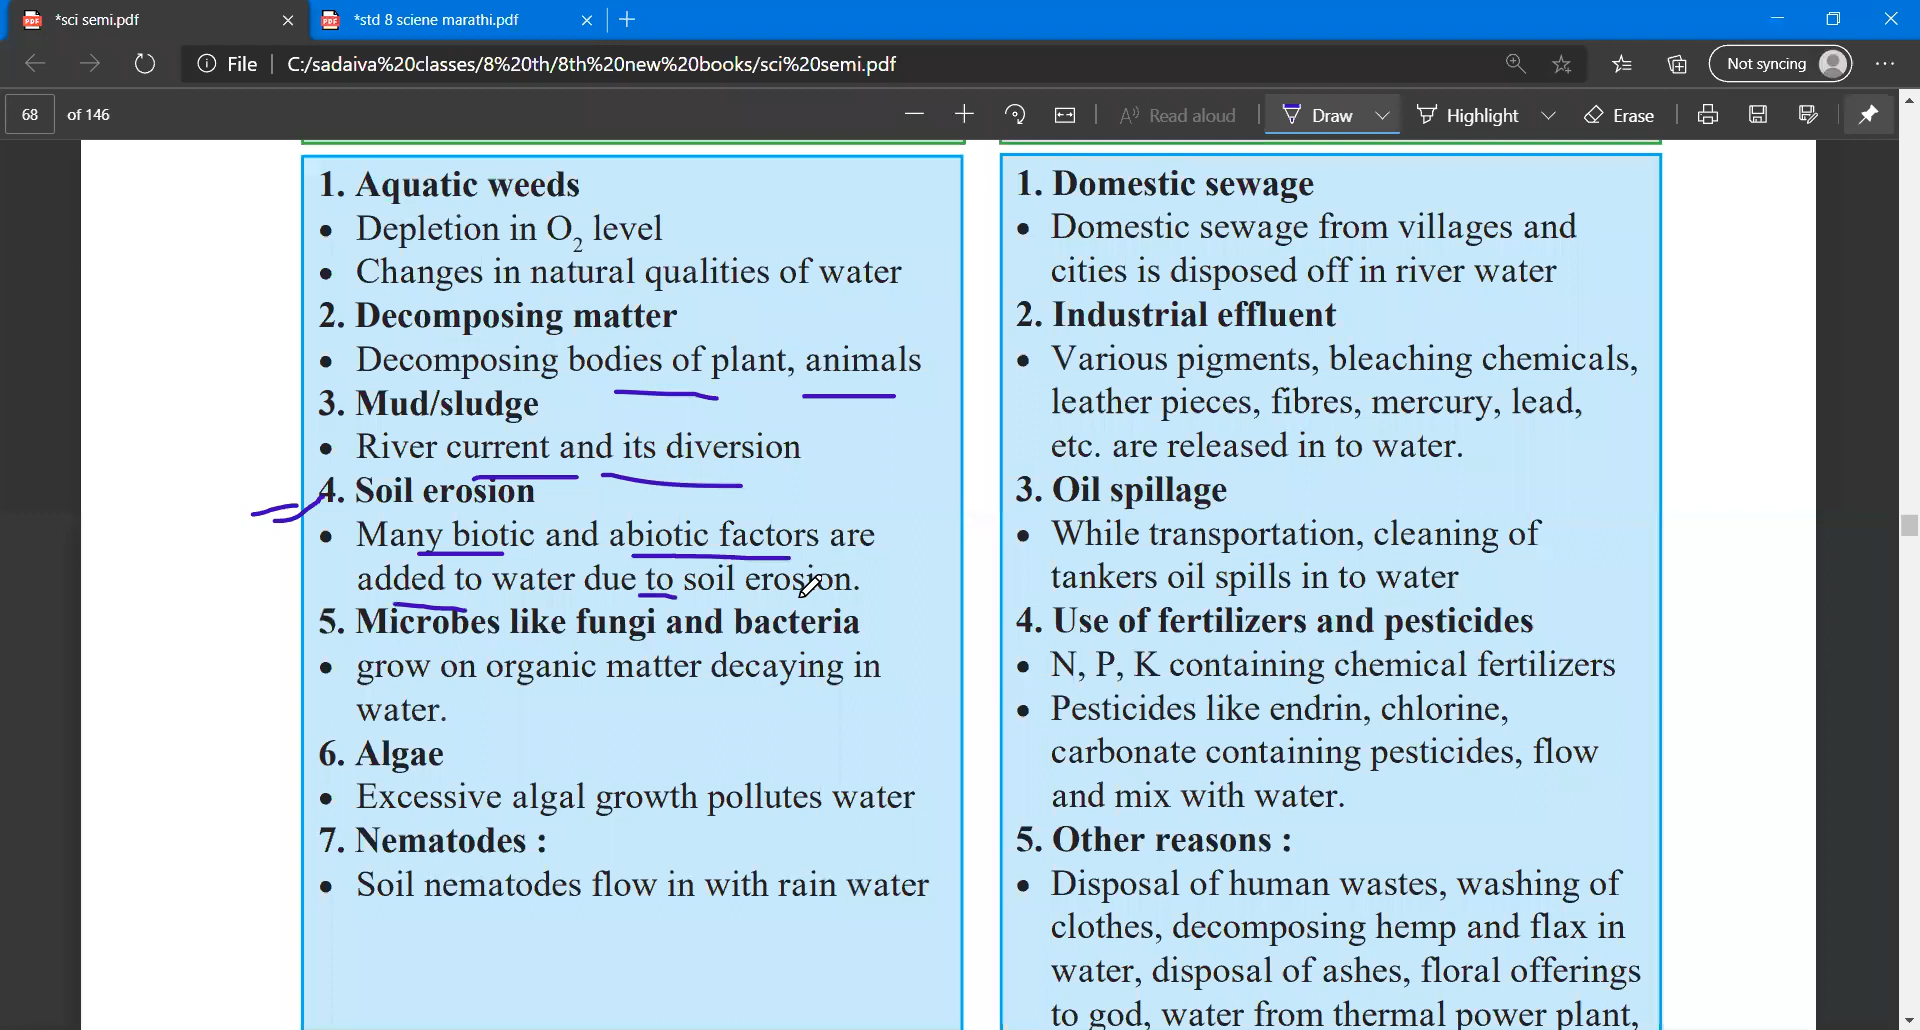 *sci semi.pdf
*std 8 sciene marathi.pdf
File
C:/sadaiva%20classes/8%20th/8th%20new%20books/sci%20semi.pdf
Not syncing
68 of 146
Read aloud
Draw
Highlight
Erase
1. Aquatic weeds
• Depletion in O2 level
• Changes in natural qualities of water
2. Decomposing matter
• Decomposing bodies of plant, animals
3. Mud/sludge
• River current and its diversion
4. Soil erosion
• Many biotic and abiotic factors are
added to water due to soil erosion.
5. Microbes like fungi and bacteria
• grow on organic matter decaying in
water.
6. Algae
• Excessive algal growth pollutes water
7. Nematodes :
• Soil nematodes flow in with rain water
1. Domestic sewage
• Domestic sewage from villages and
cities is disposed off in river water
2. Industrial effluent
• Various pigments, bleaching chemicals,
leather pieces, fibres, mercury, lead,
etc. are released in to water.
3. Oil spillage
• While transportation, cleaning of
tankers oil spills in to water
4. Use of fertilizers and pesticides
• N, P, K containing chemical fertilizers
• Pesticides like endrin, chlorine,
carbonate containing pesticides, flow
and mix with water.
5. Other reasons :
• Disposal of human wastes, washing of
clothes, decomposing hemp and flax in
water, disposal of ashes, floral offerings
to god, water from thermal power plant,